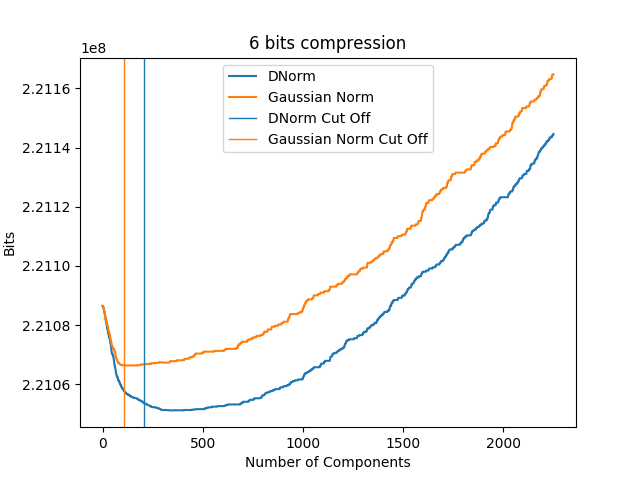 6 bits compression
1e8
2.2116
2.2114
2.2112
2.2110
2.2108
2.2106
Bits
DNorm
Gaussian Norm
DNorm Cut Off
Gaussian Norm Cut Off
0 500 1000 1500 2000
Number of Components